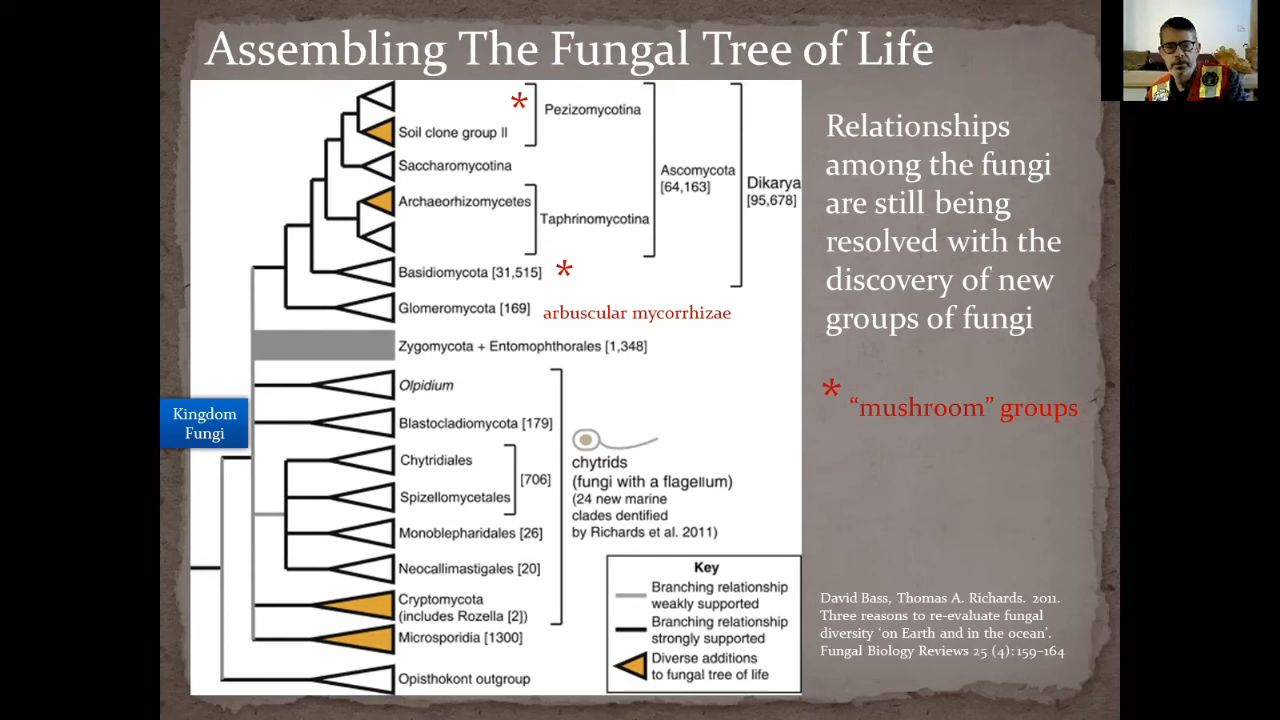 Assembling The Fungal Tree of Life
*
Pezizomycotina
Soil clone group II
Saccharomycotina
Ascomycota
[64,163]
Dikarya
[95,678]
Archaeorhizomycetes
Taphrinomycotina
Basidiomycota [31,515] *
Glomeromycota [169] arbuscular mycorrhizae
Zygomycota + Entomophthorales [1,348]
Olpidium
Kingdom
Fungi
Blastocladiomycota [179]
Chytridiales
[706]
Spizellomycetales
Monoblepharidales [26]
Neocallimastigales [20]
Cryptomycota
(includes Rozella [2])
Microsporidia [1300]
Opisthokont outgroup
chytrids
(fungi with a flagellum)
(24 new marine
clades dentified
by Richards et al. 2011)
Key
Branching relationship
weakly supported
Branching relationship
strongly supported
Diverse additions
to fungal tree of life
Relationships
among the fungi
are still being
resolved with the
discovery of new
groups of fungi
* “mushroom” groups
David Bass, Thomas A. Richards. 2011.
Three reasons to re-evaluate fungal
diversity ‘on Earth and in the ocean’.
Fungal Biology Reviews 25 (4):159–164